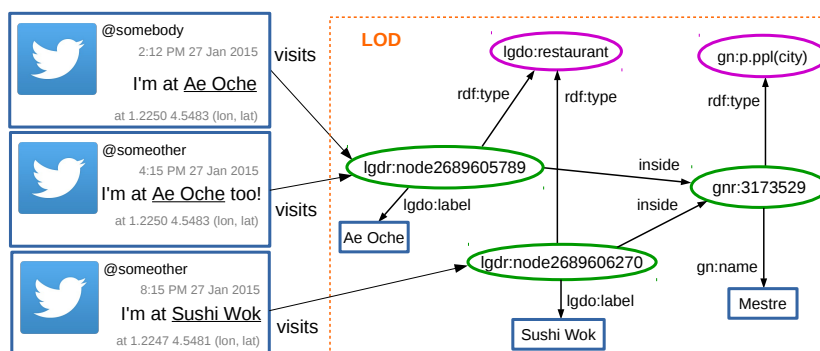 @somebody
2:12 PM 27 Jan 2015
I'm at Ae Oche
at 1.2250 4.5483 (lon, lat)
visits
@someother
4:15 PM 27 Jan 2015
I'm at Ae Oche too!
at 1.2250 4.5483 (lon, lat)
visits
@someother
8:15 PM 27 Jan 2015
I'm at Sushi Wok
at 1.2247 4.5481 (lon, lat)
visits
LOD
lgdo:restaurant
gn:p.ppl(city)
rdf:type
rdf:type
rdf:type
lgdr:node2689605789
inside
gnr:3173529
lgdo:label
inside
Ae Oche
lgdr:node2689606270
gn:name
lgdo:label
Mestre
Sushi Wok